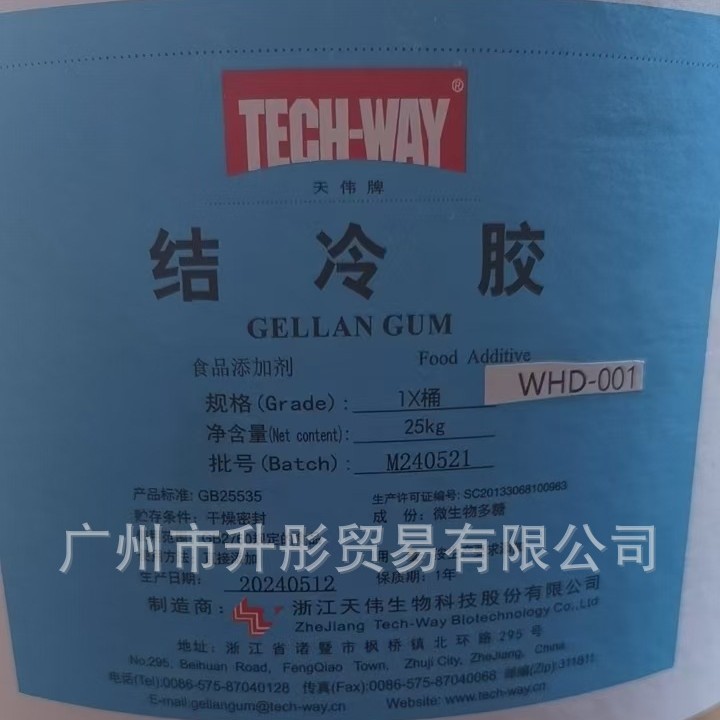 TECH-WAY®
天伟牌
结冷胶
GELLAN GUM
食品添加剂 Food Additive
WHD-001
规格(Grade): 1X桶
净含量(Net content): 25kg
批号(Batch): M240521
产品标准: GB25535 生产许可证编号: SC20133068100963
贮存条件: 干燥密封 成 份: 微生物多糖
广州市升彤贸易有限公司
生产日期: 20240512 保质期: 1年
制造商: 浙江天伟生物科技股份有限公司
ZheJiang Tech-Way Biotechnology Co.,Ltd
地址: 浙江省诸暨市枫桥镇北环路295号
No.295, Beihuan Road, FengQiao Town, Zhuji City, ZheJiang, China
电话(Tel):0086-575-87040128 传真(Fax):0086-575-87040068 邮编(Zip):311811
E-mail:gellangum@tech-way.cn Website: www.tech-way.cn